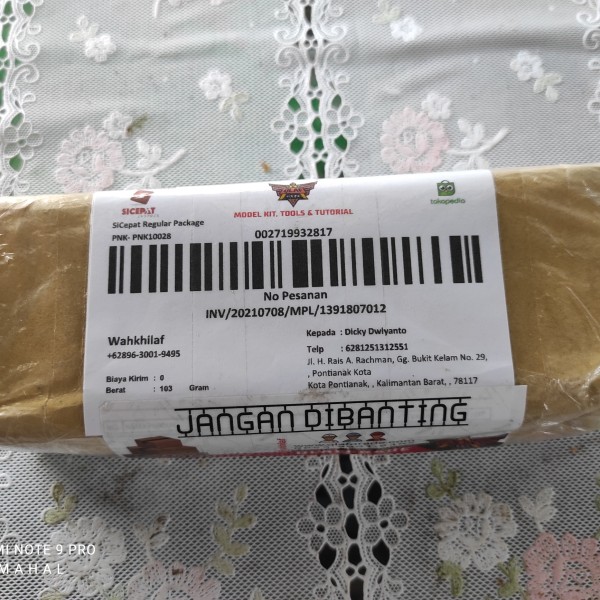 SICEPAT
EKSPRES
tokopedia
MODEL KIT, TOOLS & TUTORIAL
SiCepat Regular Package
PNK- PNK10028
002719932817
No Pesanan
INV/20210708/MPL/1391807012
Wahkhilaf
+62896-3001-9495
Biaya Kirim : 0
Berat : 103 Gram
Kepada : Dicky Dwiyanto
Telp : 6281251312551
Jl. H. Rais A. Rachman, Gg. Bukit Kelam No. 29,
, Pontianak Kota
Kota Pontianak, , Kalimantan Barat, , 78117
JANGAN DIBANTING
MI NOTE 9 PRO
MAHAL